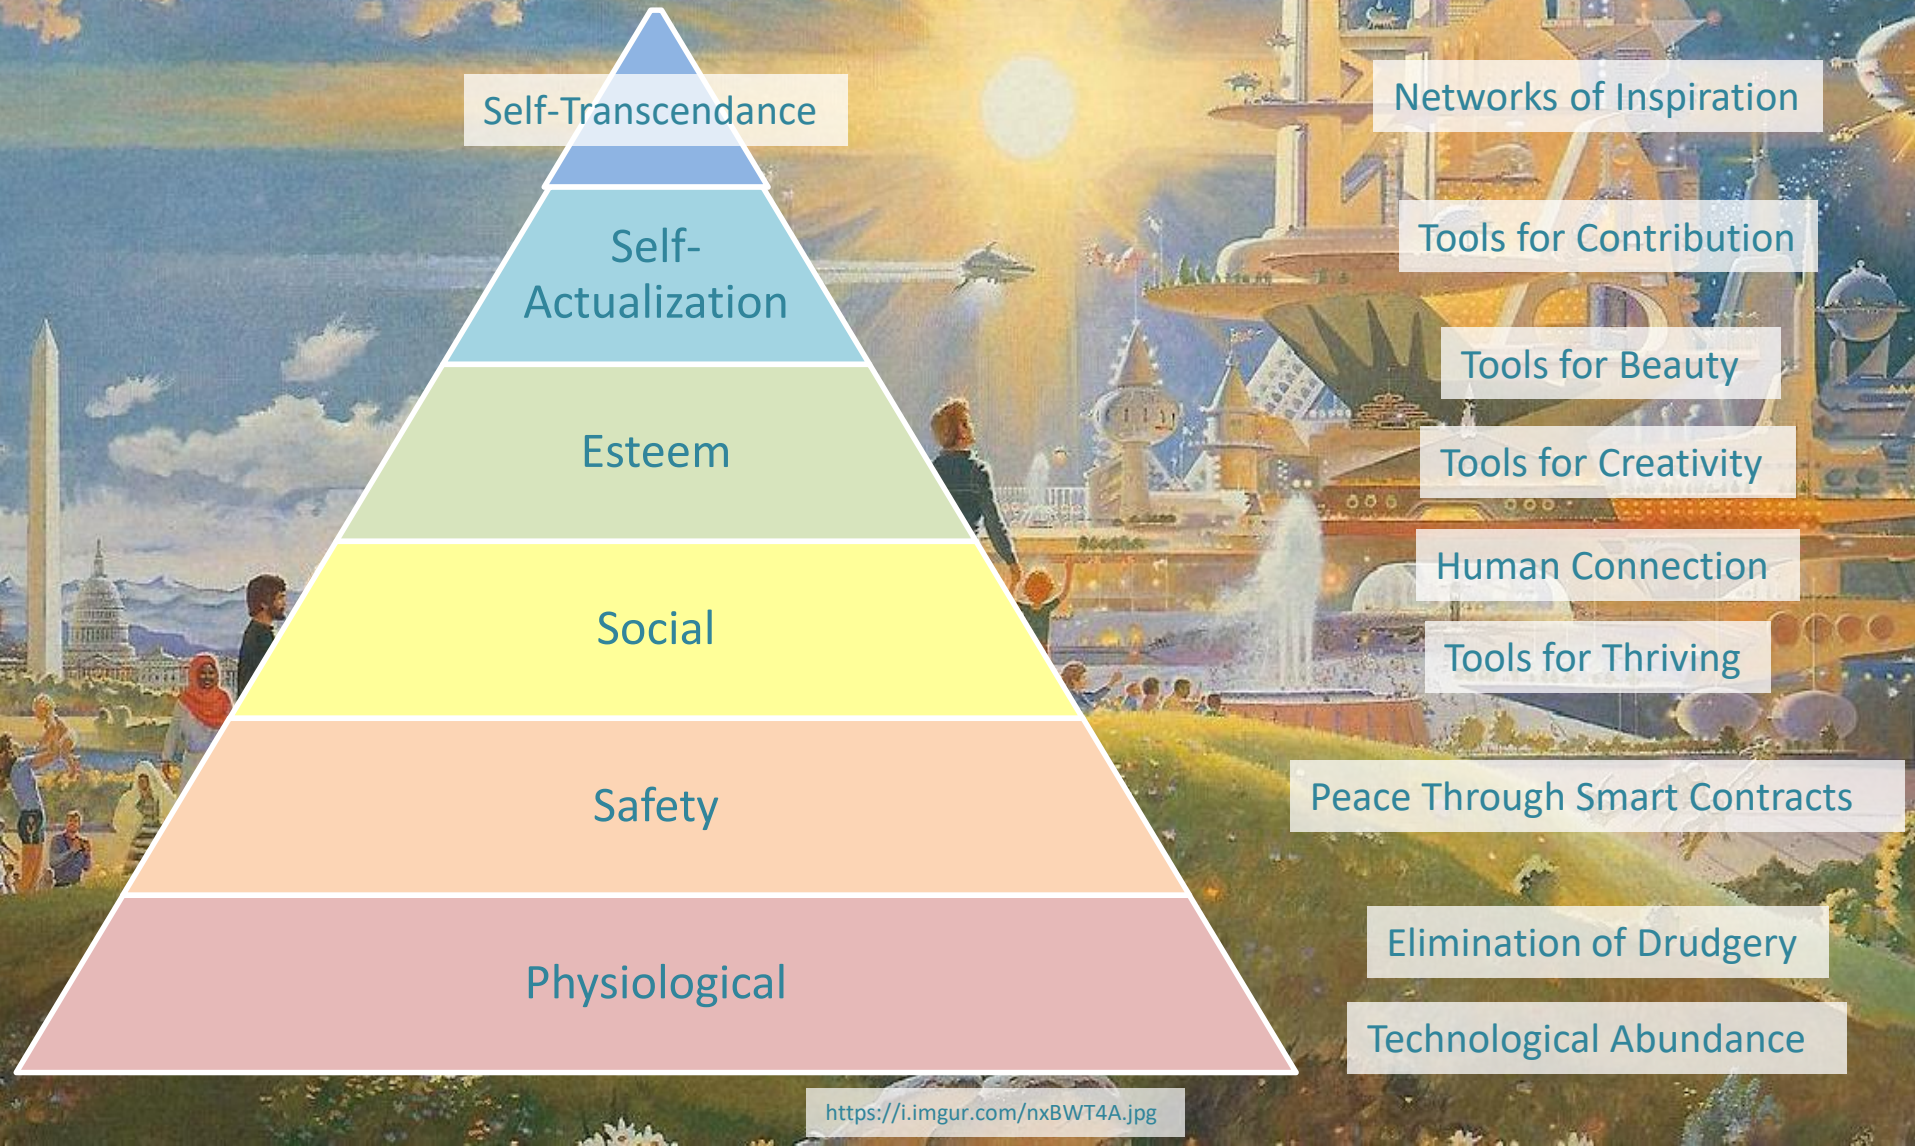 Self-Transcendance
Self-
Actualization
Esteem
Social
Safety
Physiological
Networks of Inspiration
Tools for Contribution
Tools for Beauty
Tools for Creativity
Human Connection
Tools for Thriving
Peace Through Smart Contracts
Elimination of Drudgery
Technological Abundance
https://i.imgur.com/nxBWT4A.jpg